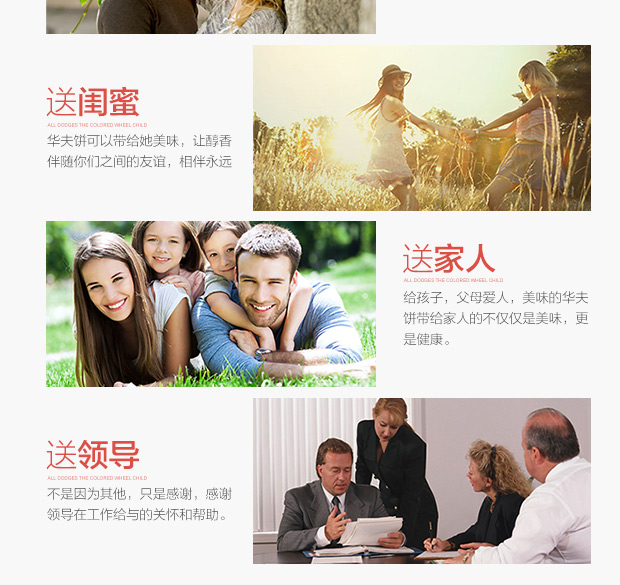 送闺蜜
ALL DODGES THE COLORED WHEEL CHILD
华夫饼可以带给她美味，让醇香
伴随你们之间的友谊，相伴永远
送家人
ALL DODGES THE COLORED WHEEL CHILD
给孩子，父母爱人，美味的华夫
饼带给家人的不仅仅是美味，更
是健康。
送领导
ALL DODGES THE COLORED WHEEL CHILD
不是因为其他，只是感谢，感谢
领导在工作给与的关怀和帮助。